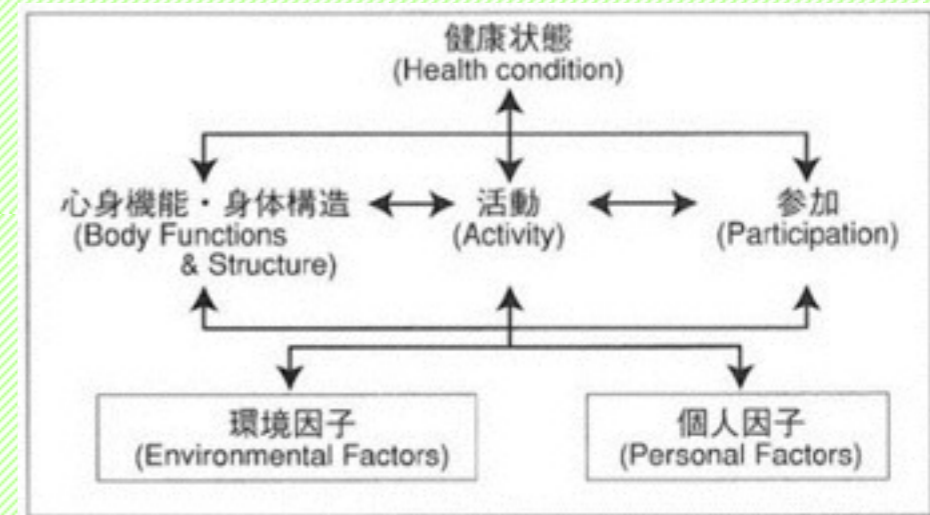 健康状態
(Health condition)
心身機能・身体構造
(Body Functions
& Structure)
活動
(Activity)
参加
(Participation)
環境因子
(Environmental Factors)
個人因子
(Personal Factors)